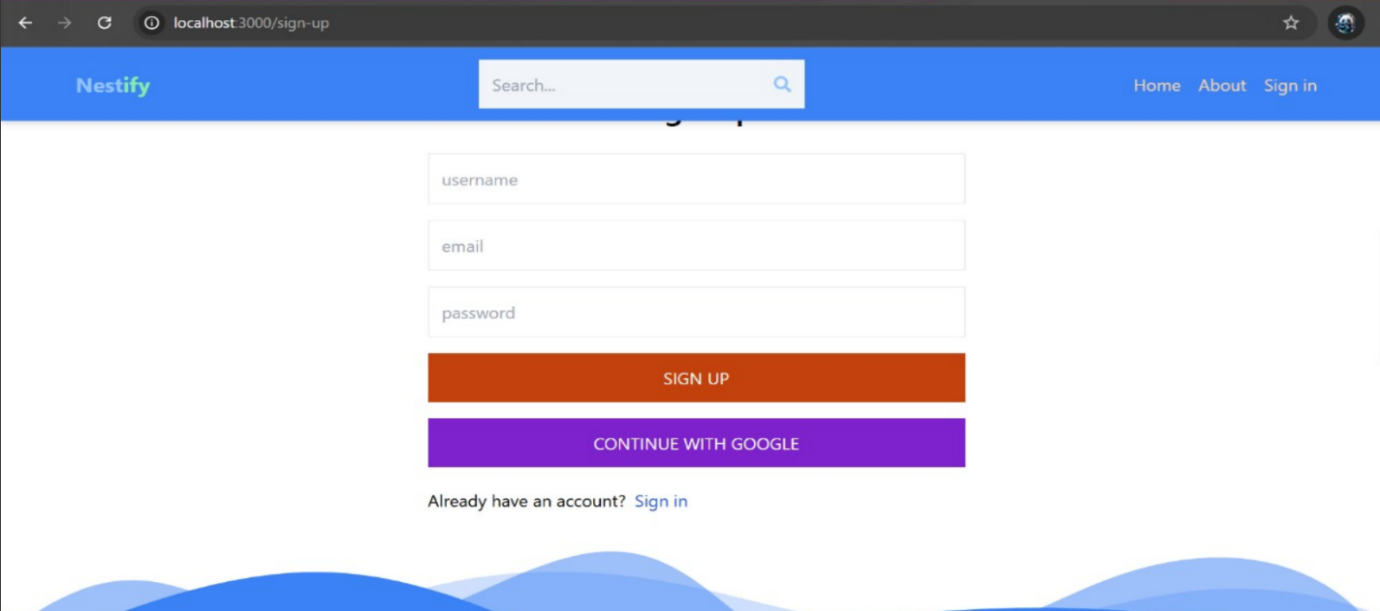 localhost:3000/sign-up
Nestify
Search...
Home About Sign in
username
email
password
SIGN UP
CONTINUE WITH GOOGLE
Already have an account? Sign in